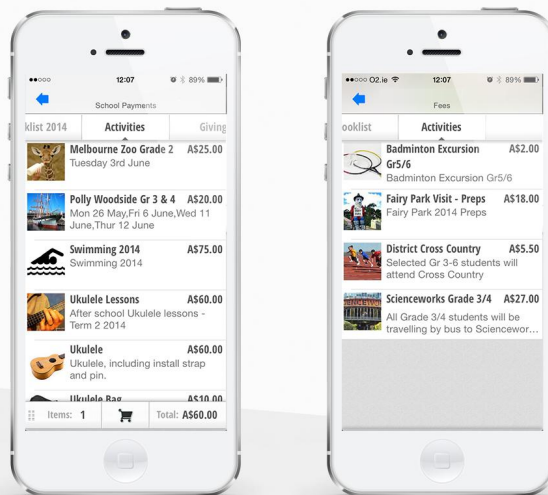 12:07
89%
School Payments
klist 2014 Activities Giving
Melbourne Zoo Grade 2 A$25.00
Tuesday 3rd June
Polly Woodside Gr 3 & 4 A$20.00
Mon 26 May,Fri 6 June,Wed 11
June,Thur 12 June
Swimming 2014 A$75.00
Swimming 2014
Ukulele Lessons A$60.00
After school Ukulele lessons -
Term 2 2014
Ukulele A$60.00
Ukulele, including install strap
and pin.
Ukulele Bag A$10.00
Items: 1 Total: A$60.00
O2.ie 12:07 89%
Fees
ooklist Activities
Badminton Excursion A$2.00
Gr5/6
Badminton Excursion Gr5/6
Fairy Park Visit - Preps A$18.00
Fairy Park 2014 Preps
District Cross Country A$5.50
Selected Gr 3-6 students will
attend Cross Country
Scienceworks Grade 3/4 A$27.00
All Grade 3/4 students will be
travelling by bus to Sciencewor...